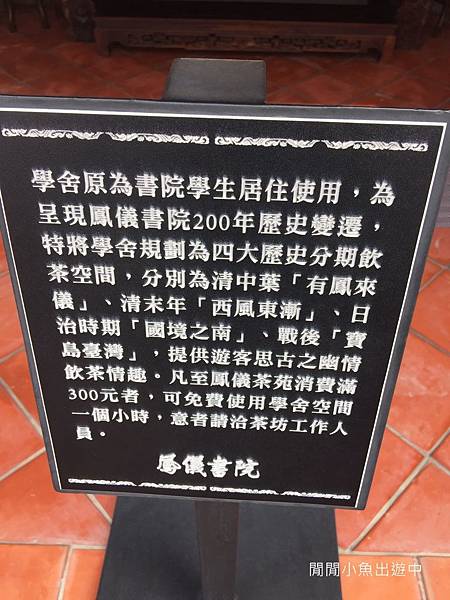 學舍原為書院學生居住使用，為
呈現鳳儀書院200年歷史變遷，
特將學舍規劃為四大歷史分期飲
茶空間，分別為清中葉「有鳳來
儀」、清末年「西風東漸」、日
治時期「國境之南」、戰後「寶
島臺灣」，提供遊客思古之幽情
飲茶情趣。凡至鳳儀茶苑消費滿
300元者，可免費使用學舍空間
一個小時，意者請洽茶坊工作人
員。
鳳儀書院
閒閒小魚出遊中